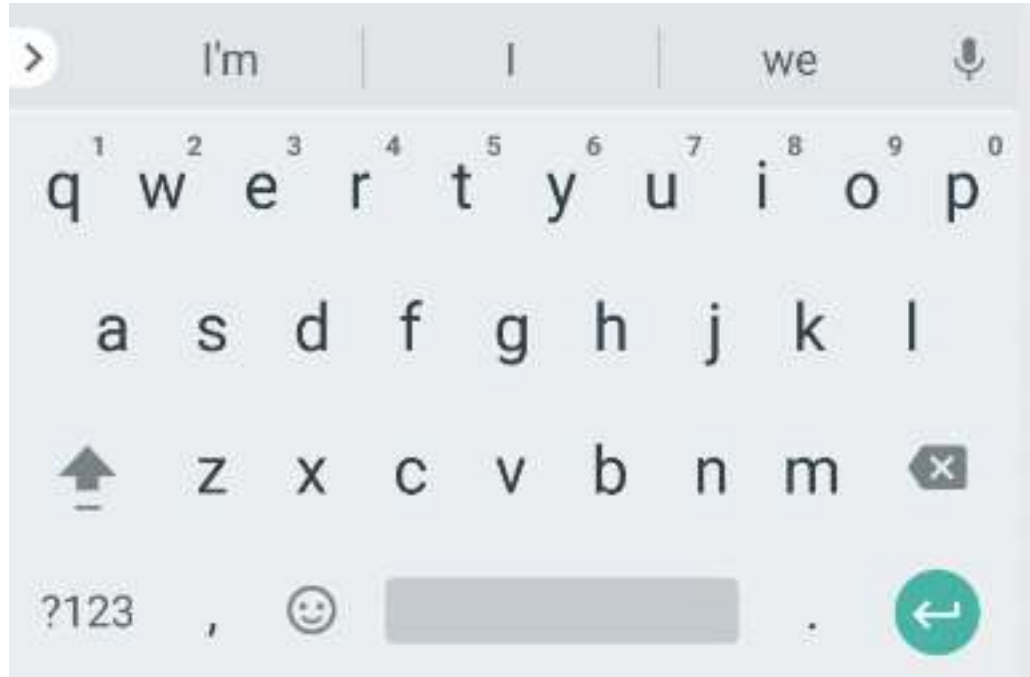 I'm I we
1 2 3 4 5 6 7 8 9 0
q w e r t y u i o p
a s d f g h j k l
z x c v b n m
?123 , .